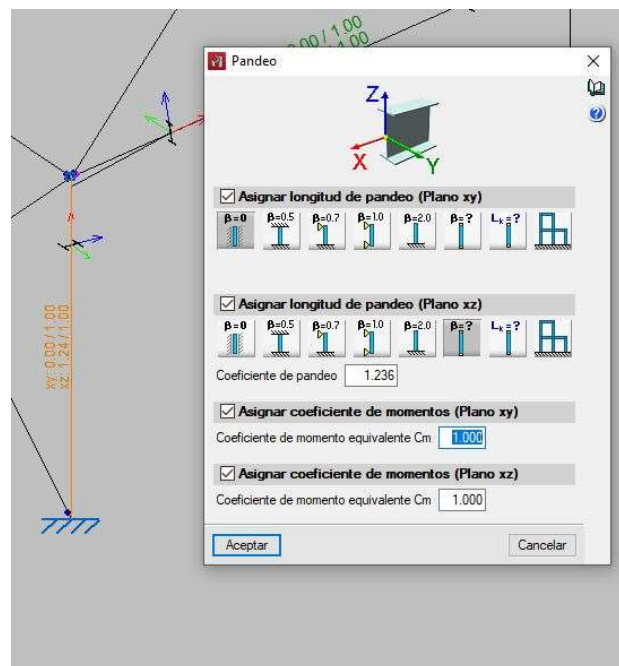 0.00 / 1.00
1.00
Pandeo
Z
X
Y
Asignar longitud de pandeo (Plano xy)
β=0 β=0.5 β=0.7 β=1.0 β=2.0 β=? Lk=?
Asignar longitud de pandeo (Plano xz)
β=0 β=0.5 β=0.7 β=1.0 β=2.0 β=? Lk=?
Coeficiente de pandeo 1.236
Asignar coeficiente de momentos (Plano xy)
Coeficiente de momento equivalente Cm 1.000
Asignar coeficiente de momentos (Plano xz)
Coeficiente de momento equivalente Cm 1.000
Aceptar Cancelar
xy: 0.00 / 1.00
xz: 1.24 / 1.00